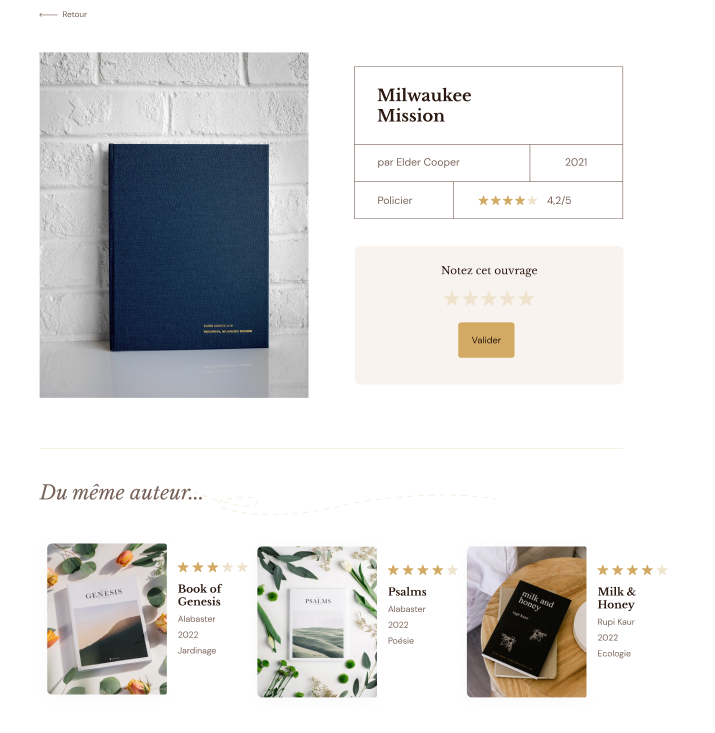 Retour
Milwaukee
Mission
par Elder Cooper
2021
Policier
4,2/5
Notez cet ouvrage
Valider
Du même auteur...
GENESIS
Book of
Genesis
Alabaster
2022
Jardinage
PSALMS
Psalms
Alabaster
2022
Poésie
milk and
honey
rupi kaur
Milk &
Honey
Rupi Kaur
2022
Ecologie